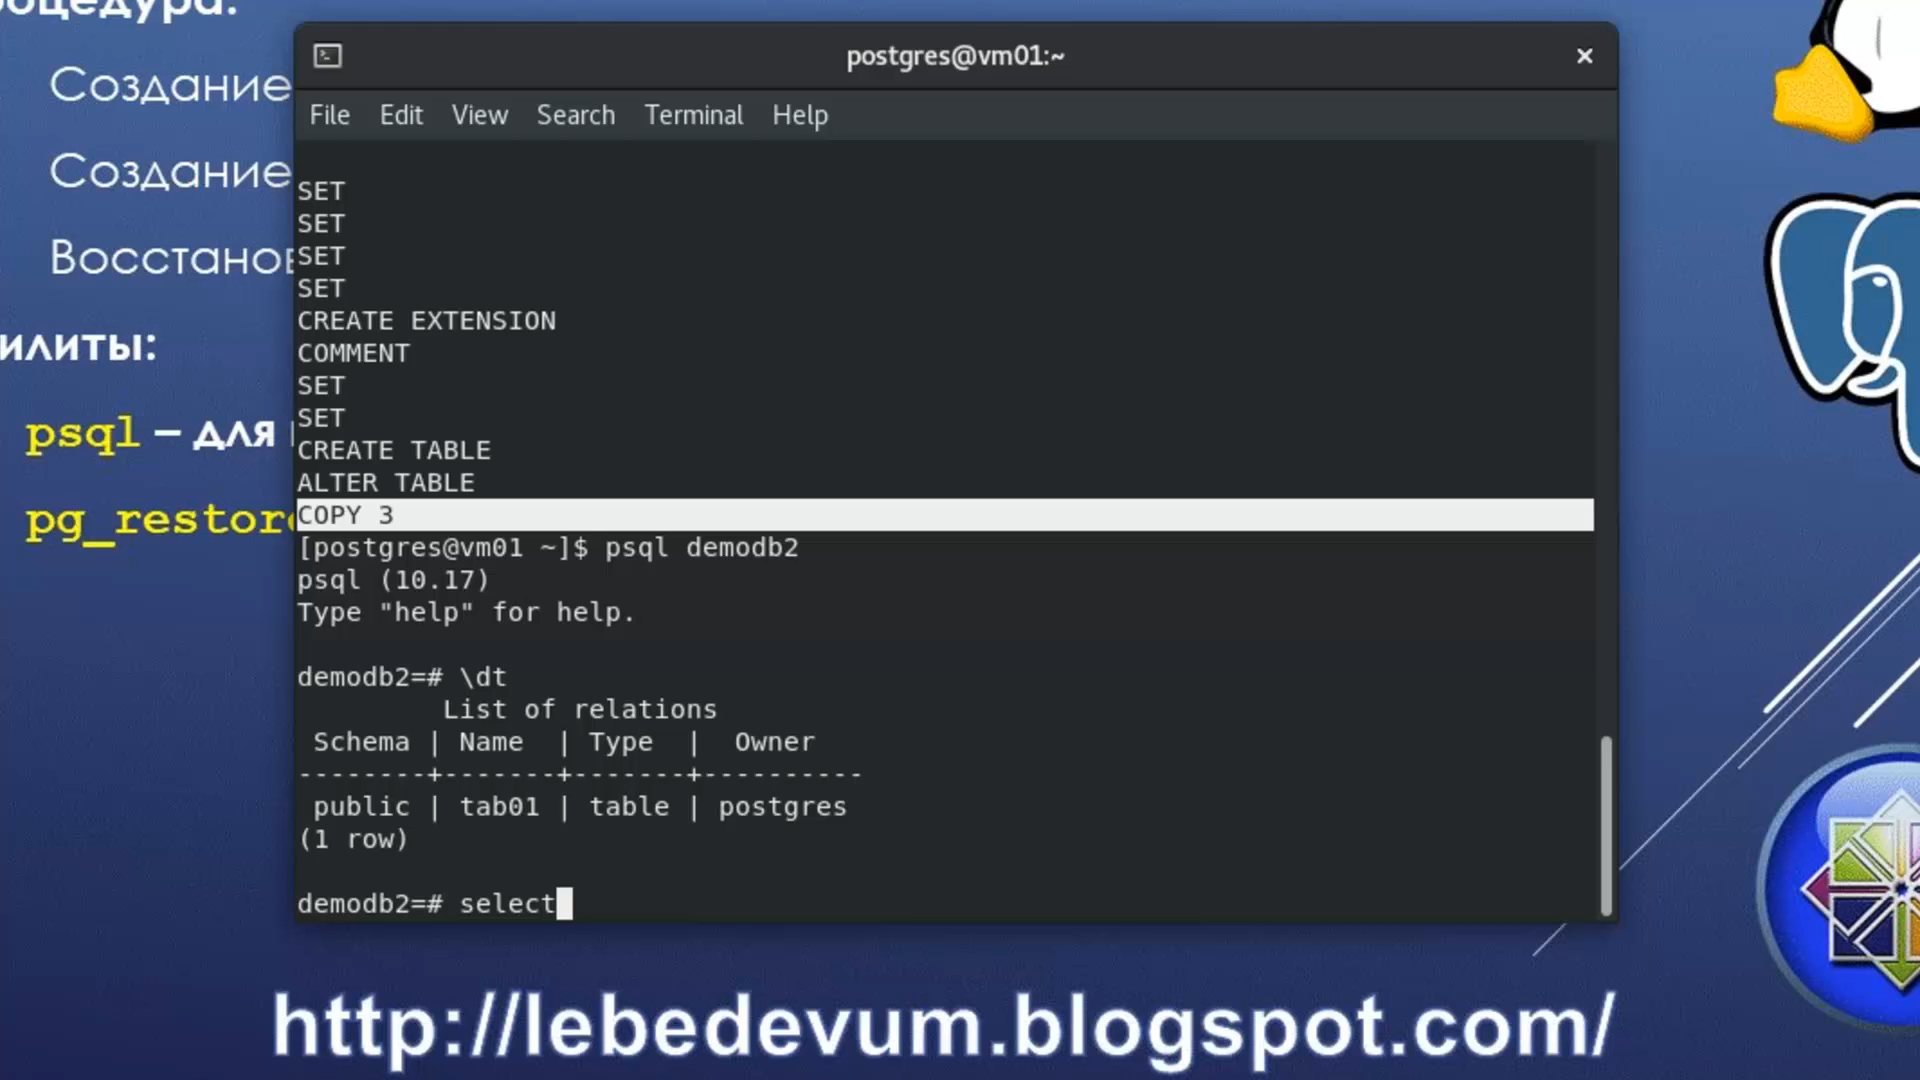 Создание
Создание
илиты:
psql – для
postgres@vm01:~
File Edit View Search Terminal Help
SET
SET
SET
SET
CREATE EXTENSION
COMMENT
SET
SET
CREATE TABLE
ALTER TABLE
COPY 3
[postgres@vm01 ~]$ psql demodb2
psql (10.17)
Type "help" for help.
demodb2=# \dt
List of relations
Schema | Name | Type | Owner
--------+-------+-------+----------
public | tab01 | table | postgres
(1 row)
demodb2=# select
http://lebedevum.blogspot.com/